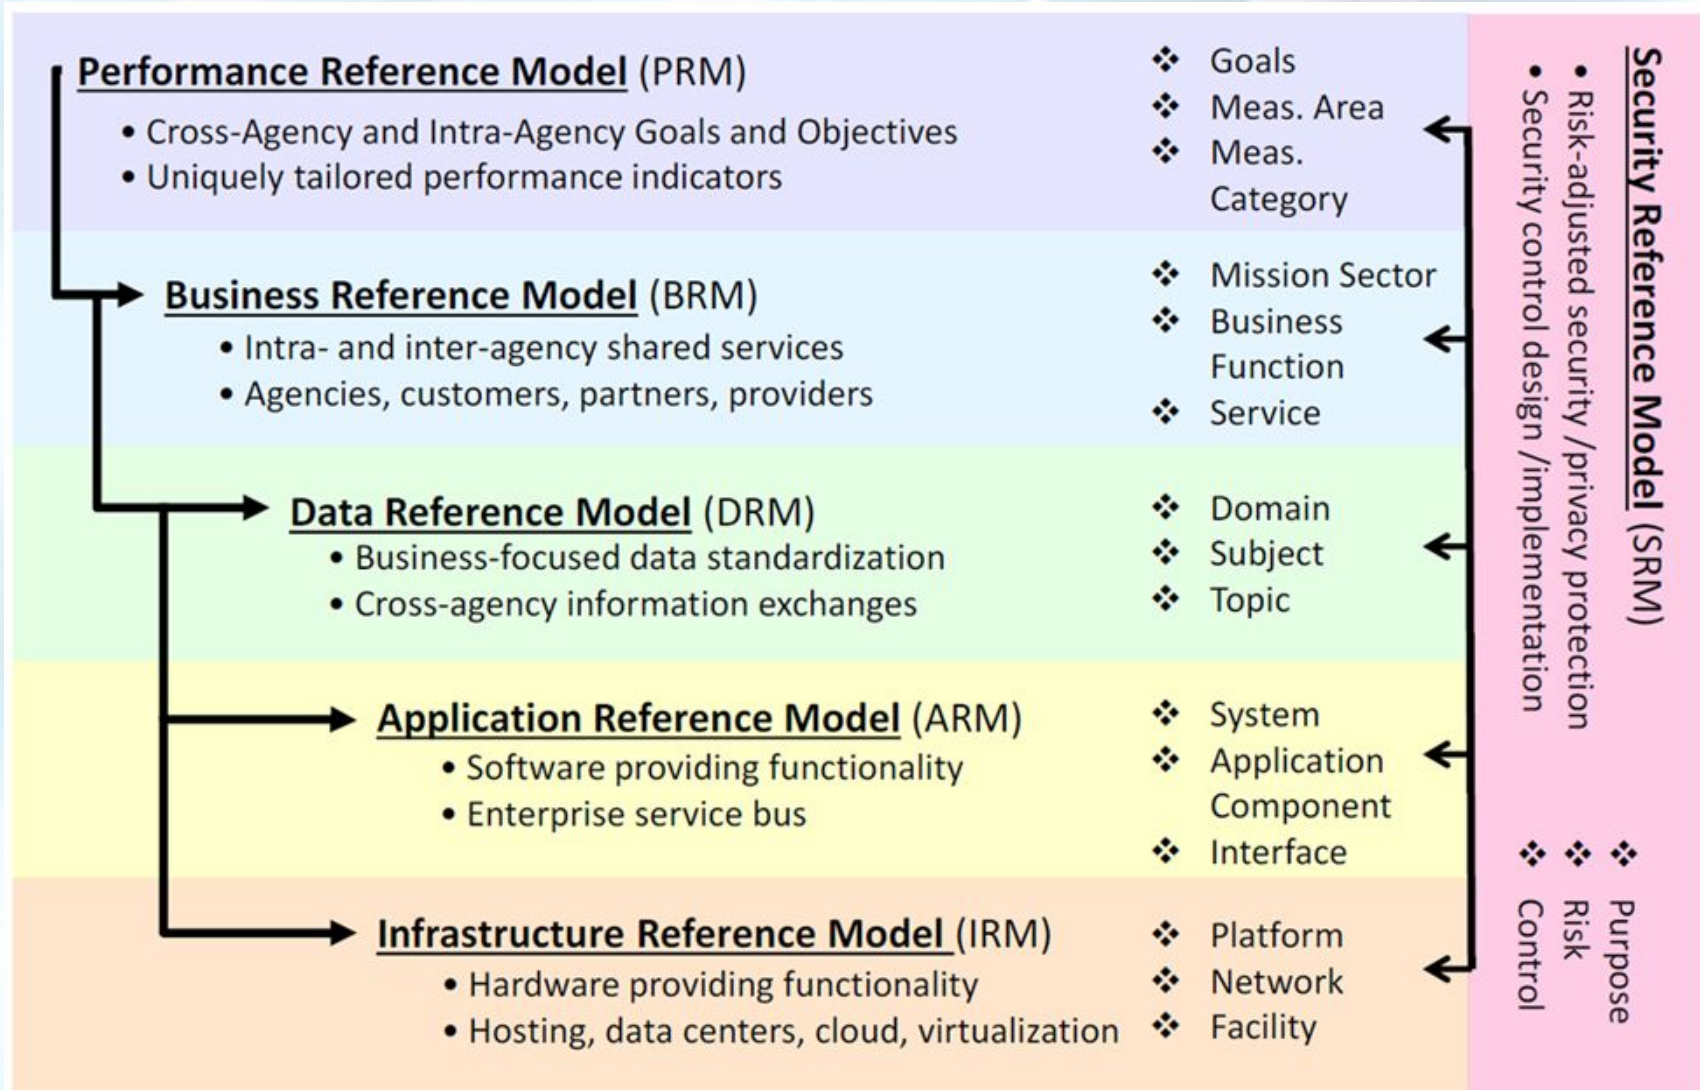 Performance Reference Model (PRM)
• Cross-Agency and Intra-Agency Goals and Objectives
• Uniquely tailored performance indicators
❖ Goals
❖ Meas. Area
❖ Meas.
Category
Business Reference Model (BRM)
• Intra- and inter-agency shared services
• Agencies, customers, partners, providers
❖ Mission Sector
❖ Business
Function
❖ Service
Data Reference Model (DRM)
• Business-focused data standardization
• Cross-agency information exchanges
❖ Domain
❖ Subject
❖ Topic
Application Reference Model (ARM)
• Software providing functionality
• Enterprise service bus
❖ System
❖ Application
Component
❖ Interface
Infrastructure Reference Model (IRM)
• Hardware providing functionality
• Hosting, data centers, cloud, virtualization
❖ Platform
❖ Network
❖ Facility
Security Reference Model (SRM)
• Risk-adjusted security /privacy protection
• Security control design /implementation
❖ Purpose
❖ Risk
❖ Control